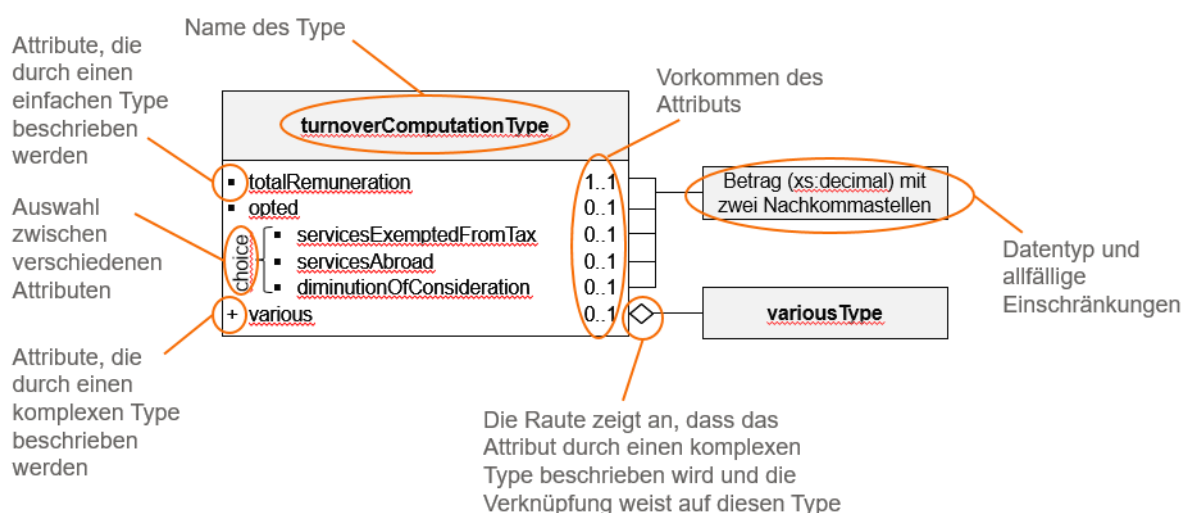 Name des Type
Attribute, die
durch einen
einfachen Type
beschrieben
werden
Vorkommen des
Attributs
turnoverComputationType
totalRemuneration 1..1
opted 0..1
choice
servicesExemptedFromTax 0..1
servicesAbroad 0..1
diminutionOfConsideration 0..1
+ various 0..1
Betrag (xs:decimal) mit
zwei Nachkommastellen
variousType
Auswahl
zwischen
verschiedenen
Attributen
Datentyp und
allfällige
Einschränkungen
Attribute, die
durch einen
komplexen Type
beschrieben
werden
Die Raute zeigt an, dass das
Attribut durch einen komplexen
Type beschrieben wird und die
Verknüpfung weist auf diesen Type